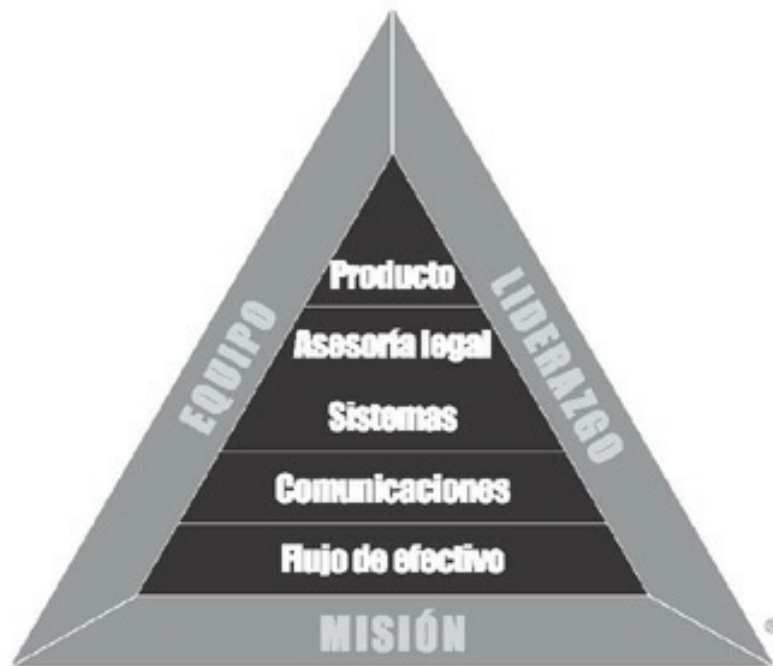 Producto
Asesoría legal
Sistemas
Comunicaciones
Flujo de efectivo
EQUIPO
LIDERAZGO
MISIÓN